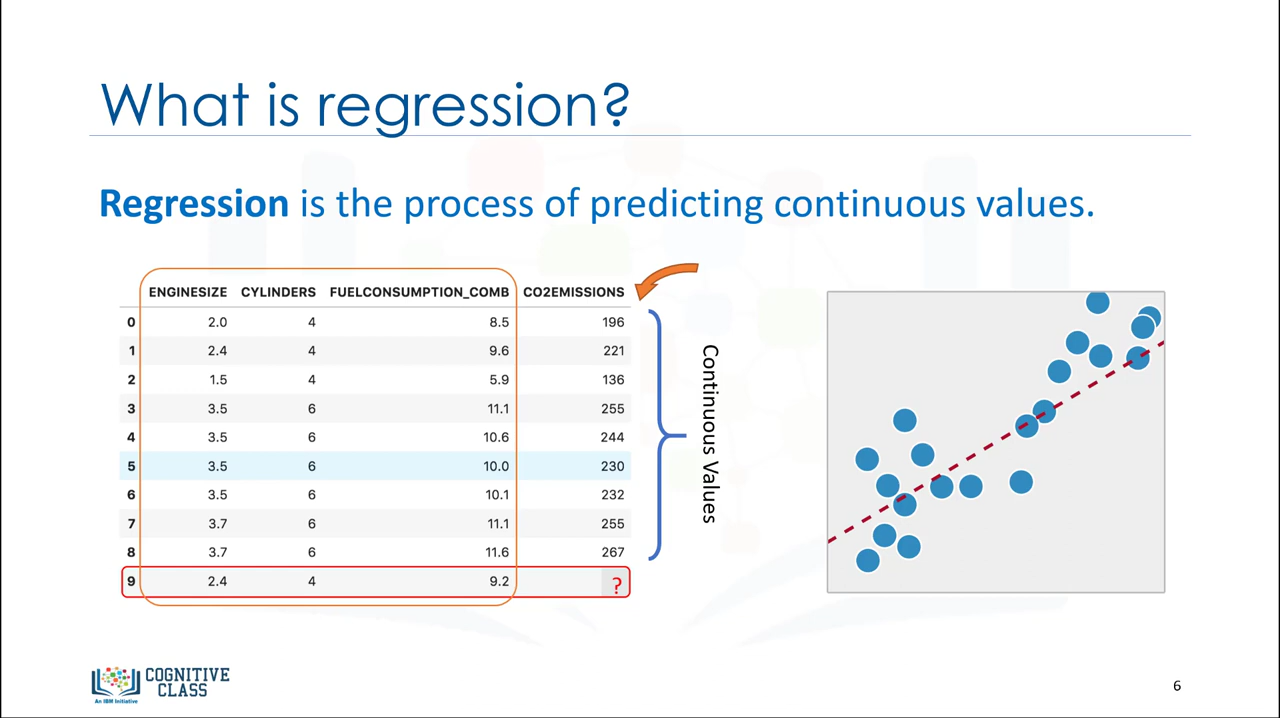 What is regression?
Regression is the process of predicting continuous values.
ENGINESIZE CYLINDERS FUELCONSUMPTION_COMB CO2EMISSIONS
0 2.0 4 8.5 196
1 2.4 4 9.6 221
2 1.5 4 5.9 136
3 3.5 6 11.1 255
4 3.5 6 10.6 244
5 3.5 6 10.0 230
6 3.5 6 10.1 232
7 3.7 6 11.1 255
8 3.7 6 11.6 267
9 2.4 4 9.2 ?
Continuous Values
COGNITIVE
CLASS
An IBM Initiative
6